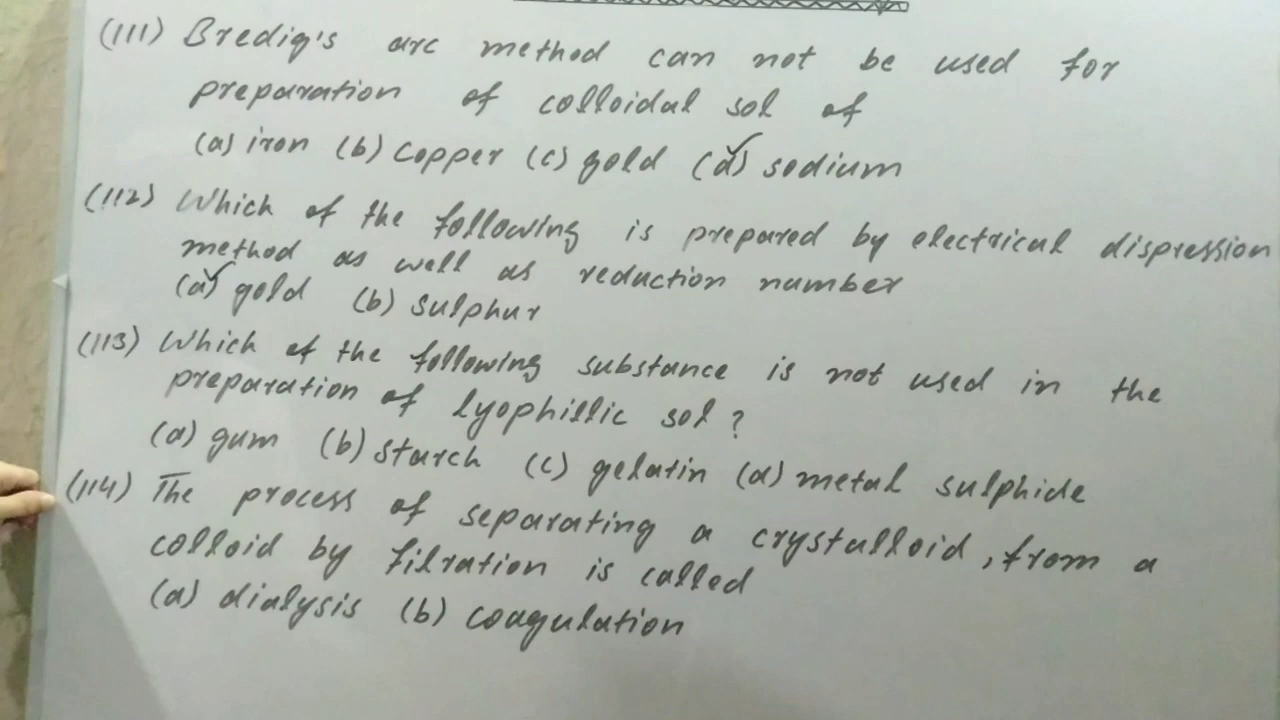 (111) Bredig's arc method can not be used for
preparation of colloidal sol of
(a) iron (b) copper (c) gold (d) sodium
(112) Which of the following is prepared by electrical dispression
method as well as reduction number
(a) gold (b) sulphur
(113) Which of the following substance is not used in the
preparation of lyophillic sol?
(a) gum (b) starch (c) gelatin (d) metal sulphide
(114) The process of separating a crystalloid, from a
colloid by filration is called
(a) dialysis (b) coagulation